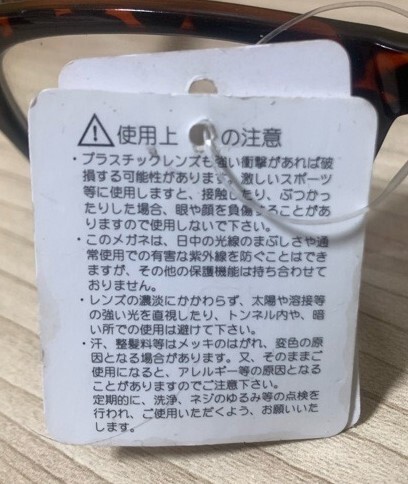 ⚠使用上の注意
・プラスチックレンズも強い衝撃があれば破
損する可能性があります。激しいスポーツ
等に使用しますと、接触したり、ぶつかっ
たりした場合、眼や顔を負傷することがあ
りますので使用しないで下さい。
・このメガネは、日中の光線のまぶしさや通
常使用での有害な紫外線を防ぐことはでき
ますが、その他の保護機能は持ち合わせて
おりません。
・レンズの濃淡にかかわらず、太陽や溶接等
の強い光を直視したり、トンネル内や、暗
い所での使用は避けて下さい。
・汗、整髪料等はメッキのはがれ、変色の原
因となる場合があります。又、そのままご
使用になると、アレルギー等の原因となる
ことがありますのでご注意下さい。
定期的に、洗浄、ネジのゆるみ等の点検を
行われ、ご使用いただくよう、お願いいた
します。